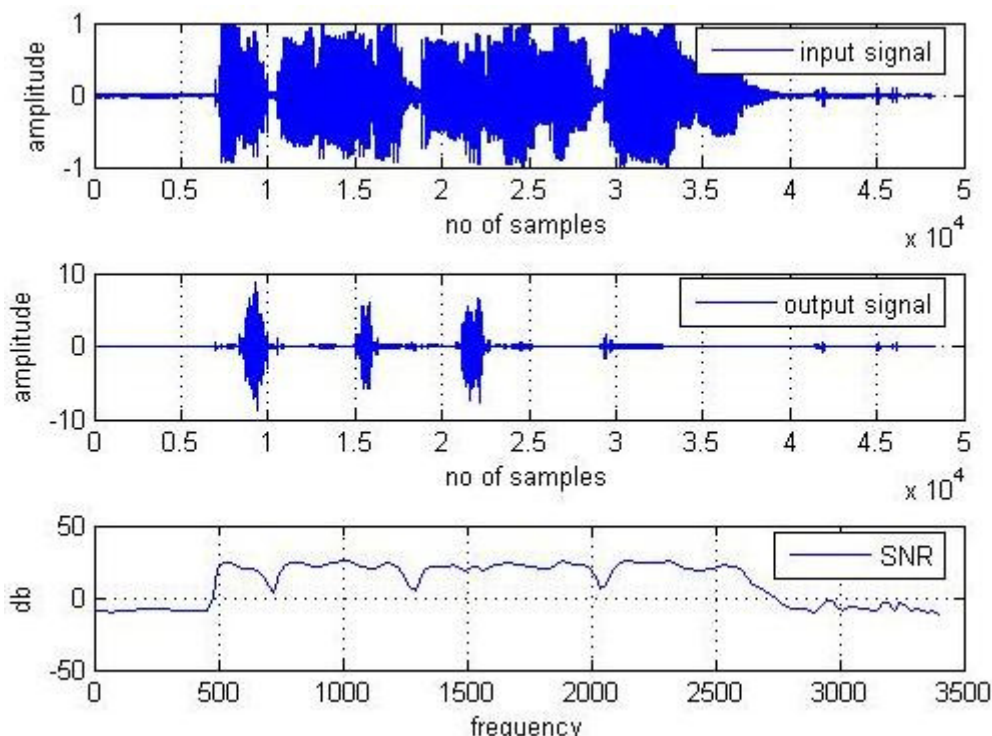 1
0
-1
amplitude
input signal
0 0.5 1 1.5 2 2.5 3 3.5 4 4.5 5
no of samples
x 10^4
10
0
-10
amplitude
output signal
0 0.5 1 1.5 2 2.5 3 3.5 4 4.5 5
no of samples
x 10^4
50
0
-50
db
SNR
0 500 1000 1500 2000 2500 3000 3500
frequency